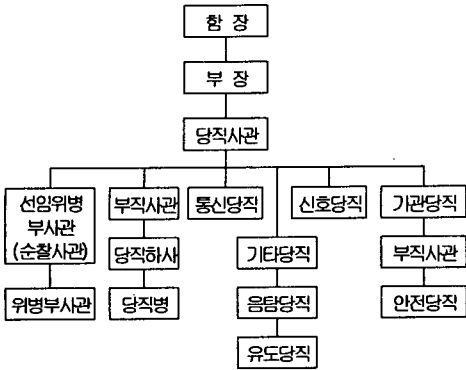 함 장
부 장
당직사관
선임위병
부사관
(순찰사관)
위병부사관
부직사관
당직하사
당직병
통신당직
기타당직
음탐당직
유도당직
신호당직
기관당직
부직사관
안전당직